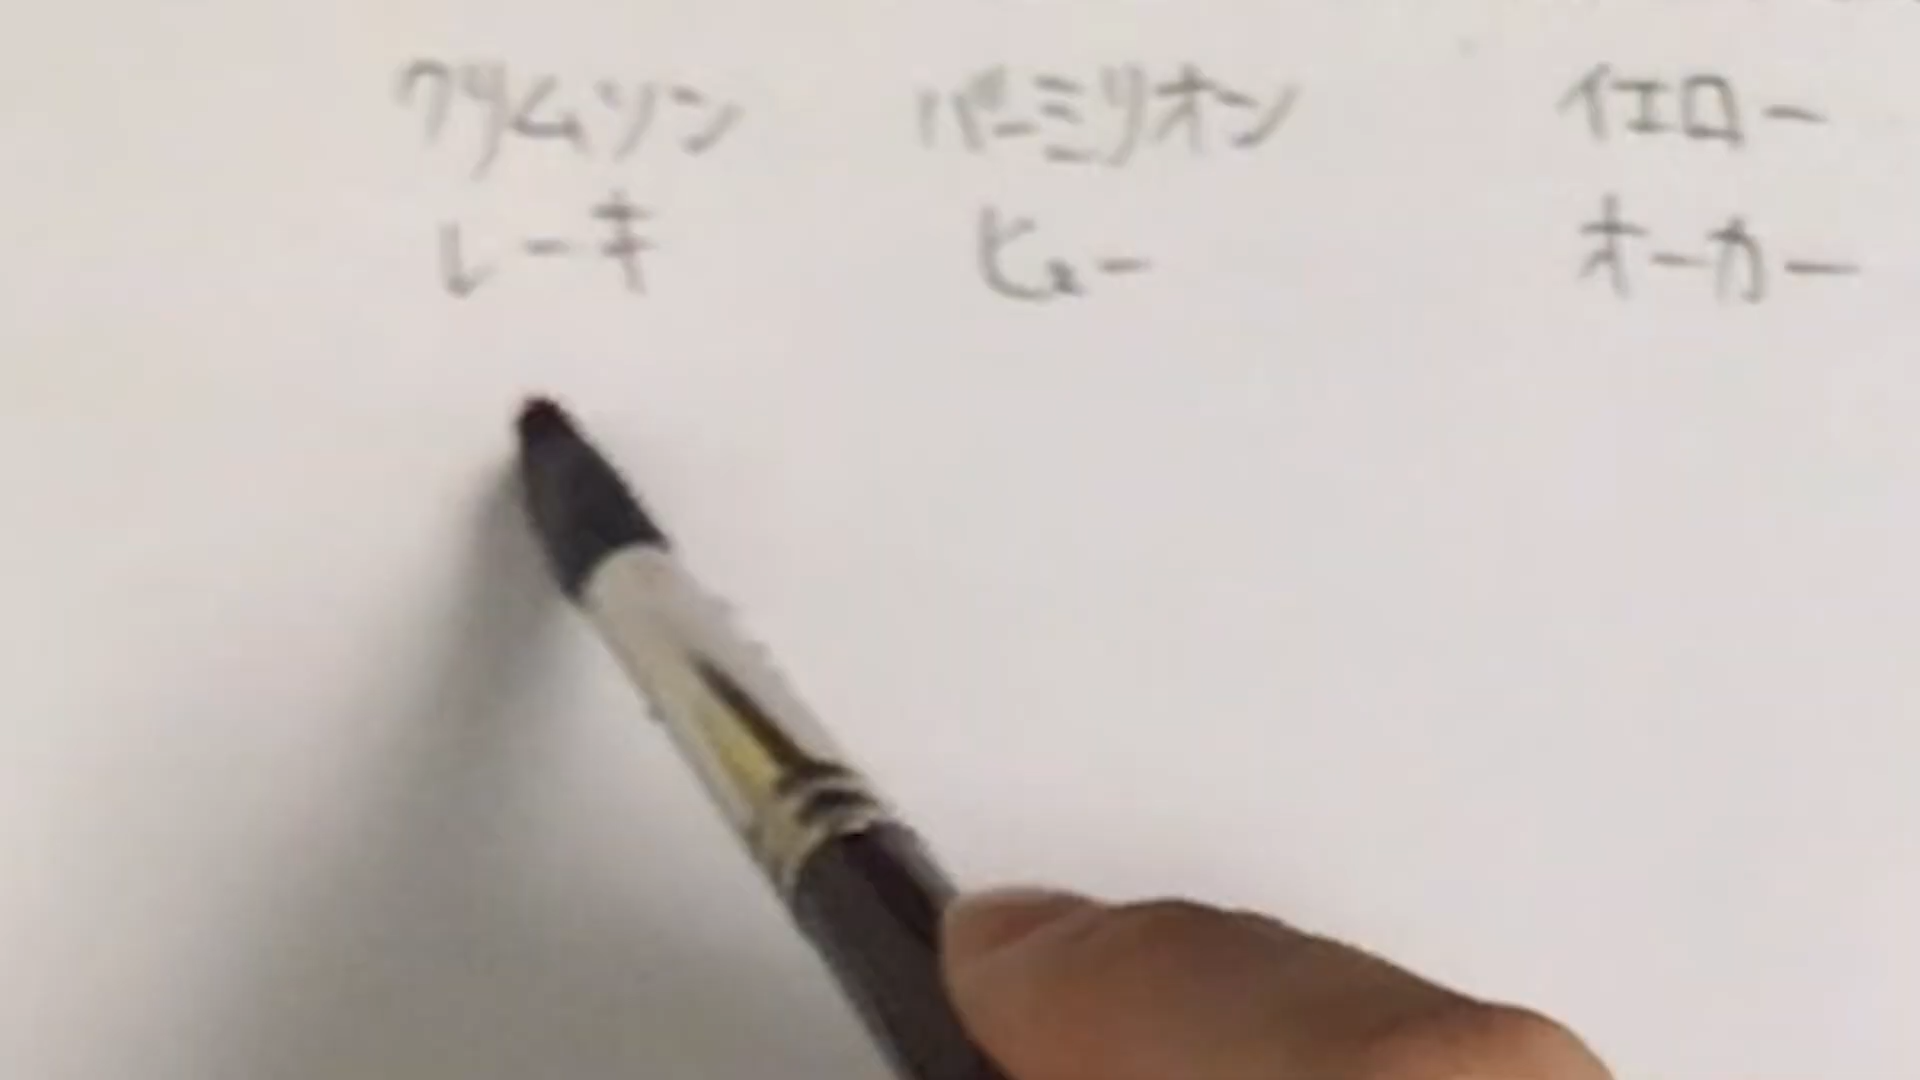 クリムソン
レーキ
バーミリオン
ヒュー
イエロー
オーカー